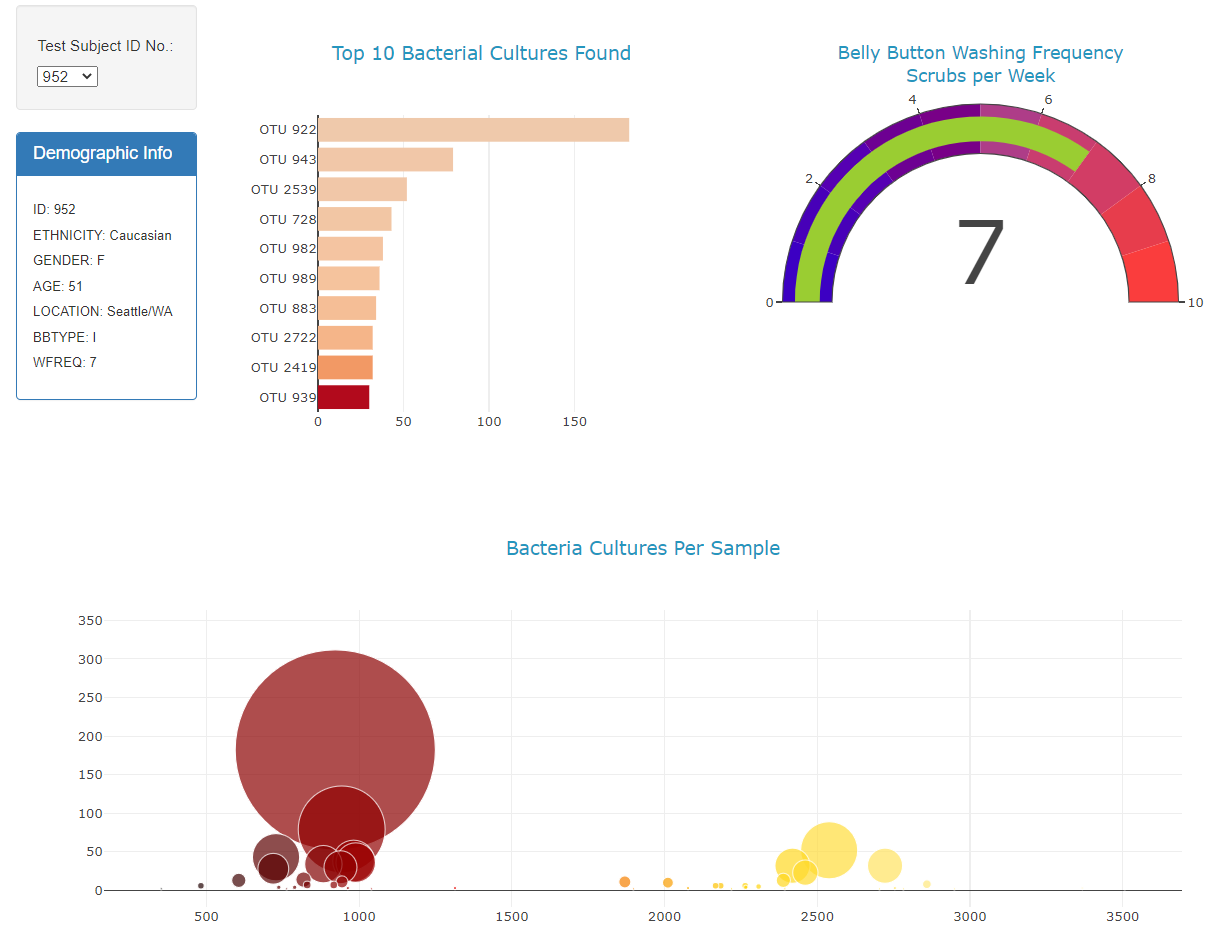 Test Subject ID No.:
952
Demographic Info
ID: 952
ETHNICITY: Caucasian
GENDER: F
AGE: 51
LOCATION: Seattle/WA
BBTYPE: I
WFREQ: 7
Top 10 Bacterial Cultures Found
OTU 922
OTU 943
OTU 2539
OTU 728
OTU 982
OTU 989
OTU 883
OTU 2722
OTU 2419
OTU 939
0 50 100 150
Belly Button Washing Frequency
Scrubs per Week
4 6
2 8
7
0 10
Bacteria Cultures Per Sample
350
300
250
200
150
100
50
0
500 1000 1500 2000 2500 3000 3500